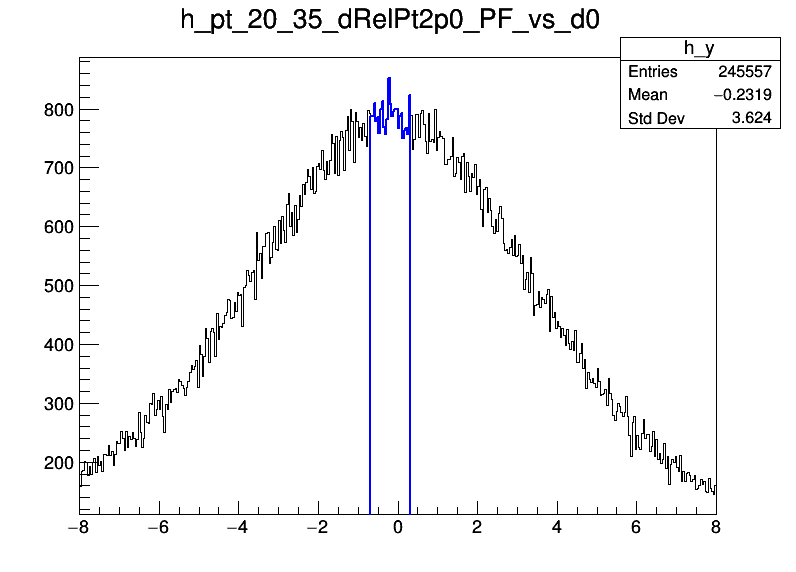 h_pt_20_35_dRelPt2p0_PF_vs_d0
h_y
Entries 245557
Mean −0.2319
Std Dev 3.624
800
700
600
500
400
300
200
−8 −6 −4 −2 0 2 4 6 8